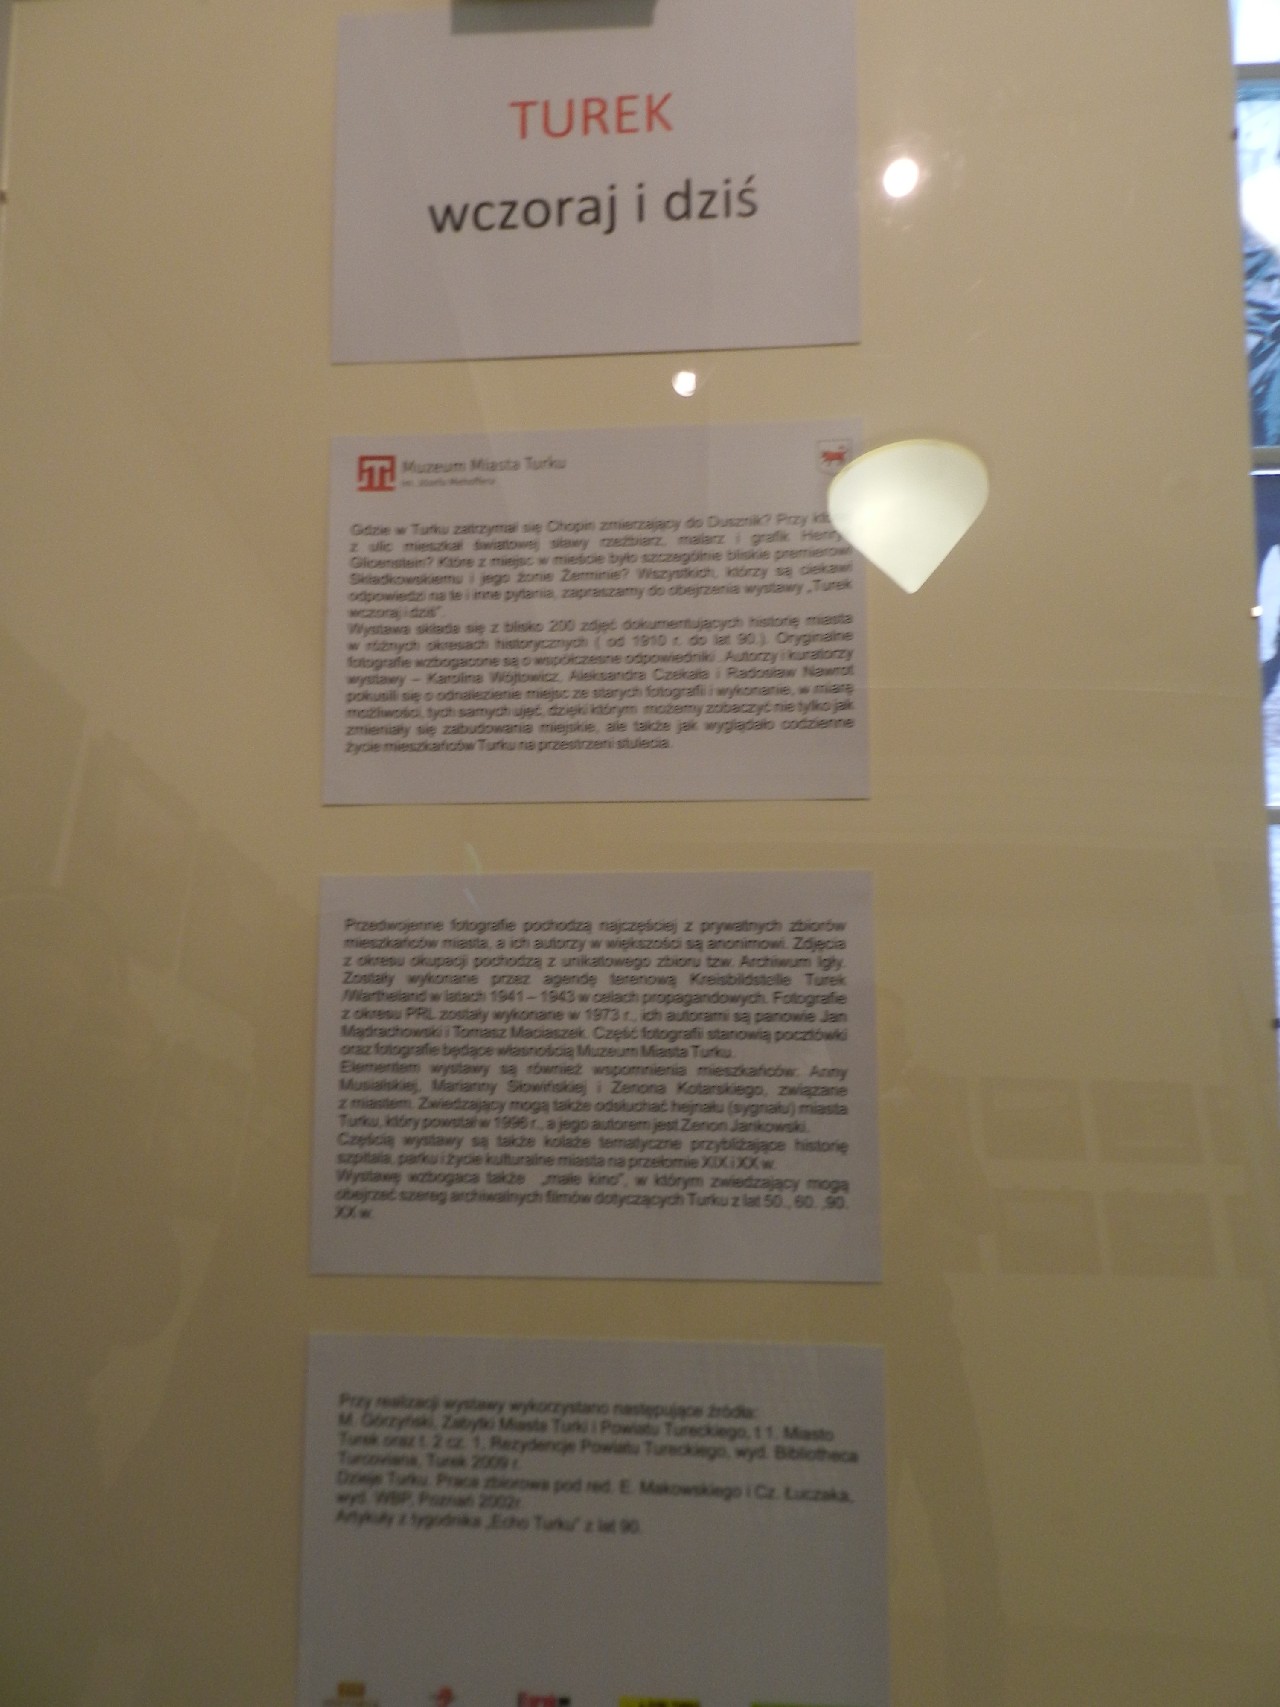 TUREK
wczoraj i dziś
Muzeum Miasta Turku
im. Józefa Mehoffera
Gdzie w Turku zatrzymał się Chopin zmierzający do Dusznik? Przy
z ulic mieszkał światowej sławy rzeźbiarz, malarz i grafik Henryk
Glicenstein? Które z miejsc w mieście było szczególnie bliskie premierowi
Składkowskiemu i jego żonie Żerminie? Wszystkich, którzy są ciekawi
odpowiedzi na te i inne pytania, zapraszamy do obejrzenia wystawy „Turek
wczoraj i dziś”.
Wystawa składa się z blisko 200 zdjęć dokumentujących historię miasta
w różnych okresach historycznych ( od 1910 r. do lat 90.). Oryginalne
fotografie wzbogacone są o współczesne odpowiedniki . Autorzy i kuratorzy
wystawy – Karolina Wójtowicz, Aleksandra Czekała i Radosław Nawrot
pokusili się o odnalezienie miejsc ze starych fotografii i wykonanie, w miarę
możliwości, tych samych ujęć, dzięki którym możemy zobaczyć nie tylko jak
zmieniały się zabudowania miejskie, ale także jak wyglądało codzienne
życie mieszkańców Turku na przestrzeni stulecia.
Przedwojenne fotografie pochodzą najczęściej z prywatnych zbiorów
mieszkańców miasta, a ich autorzy w większości są anonimowi. Zdjęcia
z okresu okupacji pochodzą z unikatowego zbioru tzw. Archiwum Igły.
Zostały wykonane przez agendę terenową Kreisbildstelle Turek
/Wartheland w latach 1941 – 1943 w celach propagandowych. Fotografie
z okresu PRL zostały wykonane w 1973 r., ich autorami są panowie Jan
Mądrachowski i Tomasz Maciaszek. Część fotografii stanowią pocztówki
oraz fotografie będące własnością Muzeum Miasta Turku.
Elementem wystawy są również wspomnienia mieszkańców: Anny
Musialskiej, Marianny Słowińskiej i Zenona Kotarskiego, związane
z miastem. Zwiedzający mogą także odsłuchać hejnału (sygnału) miasta
Turku, który powstał w 1996 r., a jego autorem jest Zenon Jankowski.
Częścią wystawy są także kolaże tematyczne przybliżające historię
szpitala, parku i życie kulturalne miasta na przełomie XIX i XX w.
Wystawę wzbogaca także „małe kino”, w którym zwiedzający mogą
obejrzeć szereg archiwalnych filmów dotyczących Turku z lat 50., 60. ,90.
XX w.
Przy realizacji wystawy wykorzystano następujące źródła:
M. Górzyński, Zabytki Miasta Turki i Powiatu Tureckiego, t 1. Miasto
Turek oraz t. 2 cz. 1, Rezydencje Powiatu Tureckiego, wyd. Bibliotheca
Turcoviana, Turek 2009 r.
Dzieje Turku. Praca zbiorowa pod red. E. Makowskiego i Cz. Łuczaka,
wyd. WBP, Poznań 2002r.
Artykuły z tygodnika „Echo Turku” z lat 90.